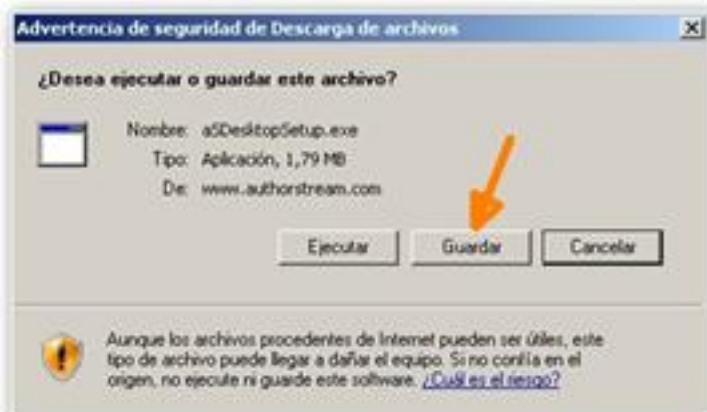 Advertencia de seguridad de Descarga de archivos
¿Desea ejecutar o guardar este archivo?
Nombre: aSDesktopSetup.exe
Tipo: Aplicación, 1,79 MB
De: www.authorstream.com
Ejecutar Guardar Cancelar
Aunque los archivos procedentes de Internet pueden ser útiles, este
tipo de archivo puede llegar a dañar el equipo. Si no confía en el
origen, no ejecute ni guarde este software. ¿Cuál es el riesgo?